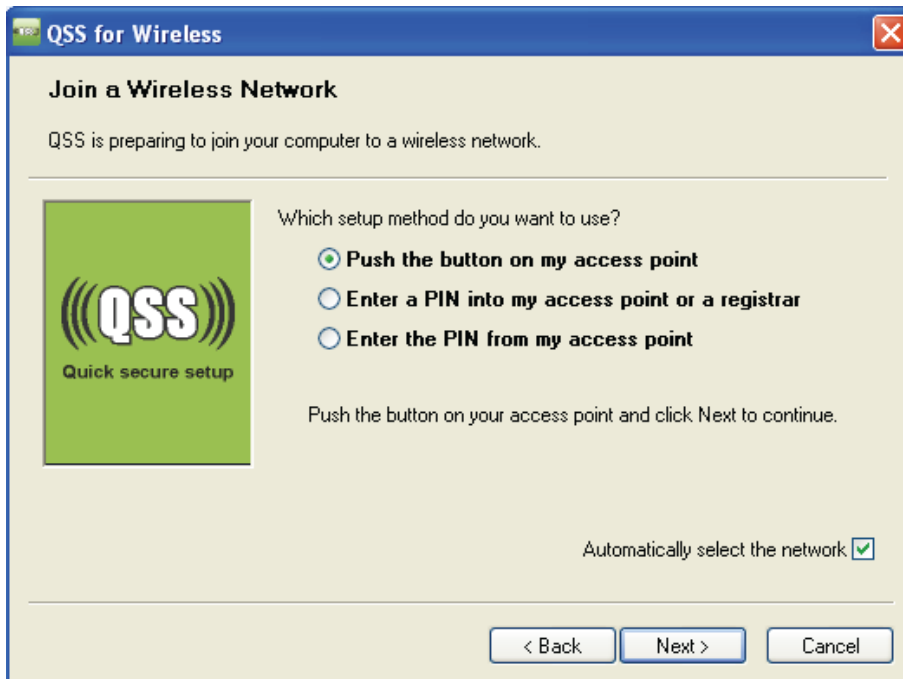 QSS for Wireless
Join a Wireless Network
QSS is preparing to join your computer to a wireless network.
Which setup method do you want to use?
Push the button on my access point
Enter a PIN into my access point or a registrar
Enter the PIN from my access point
QSS
Quick secure setup
Push the button on your access point and click Next to continue.
Automatically select the network
< Back
Next >
Cancel